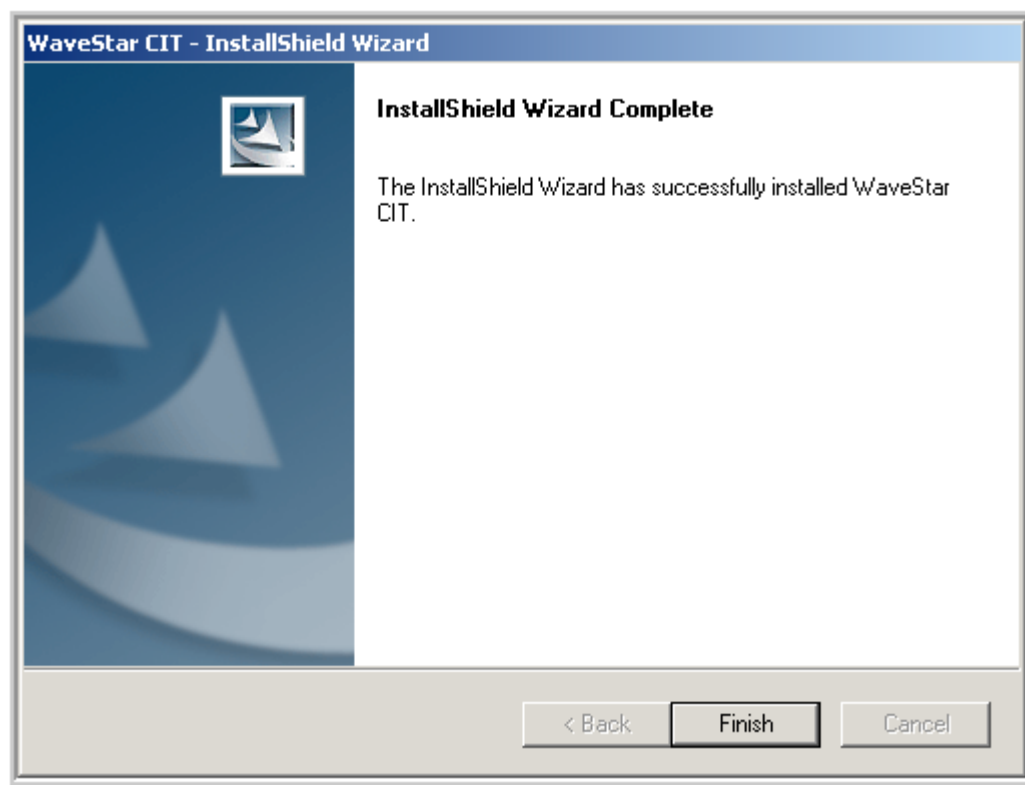 WaveStar CIT - InstallShield Wizard
InstallShield Wizard Complete
The InstallShield Wizard has successfully installed WaveStar
CIT.
< Back
Finish
Cancel